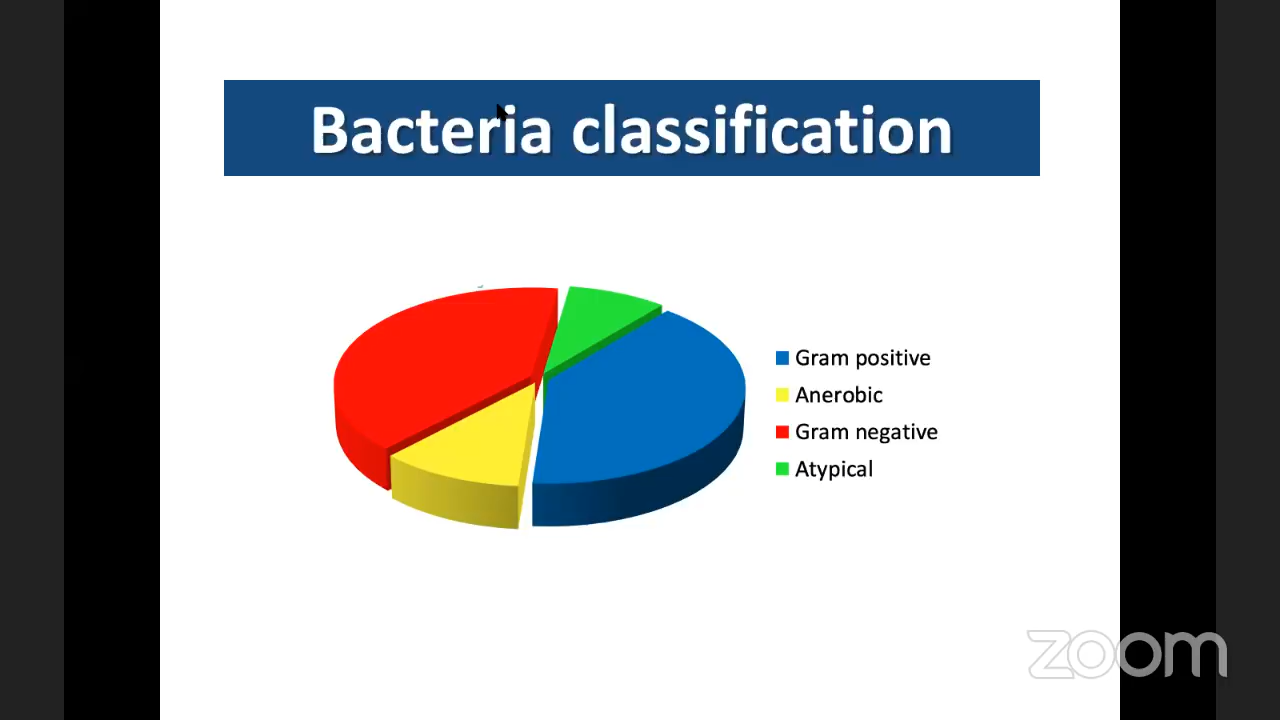 Bacteria classification
Gram positive
Anerobic
Gram negative
Atypical
zoom